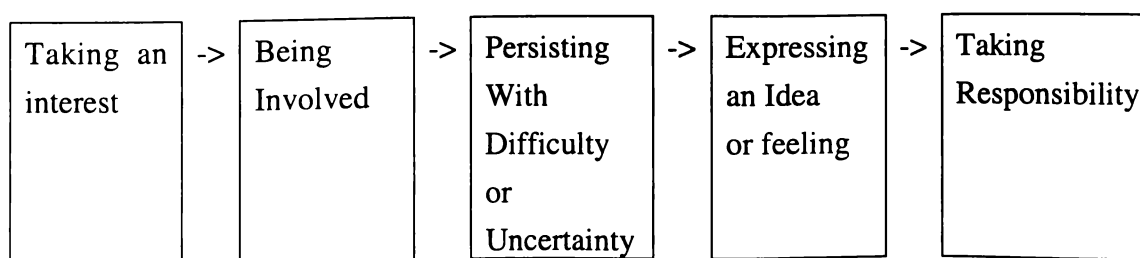 Taking an
interest
->
Being
Involved
->
Persisting
With
Difficulty
or
Uncertainty
->
Expressing
an Idea
or feeling
->
Taking
Responsibility